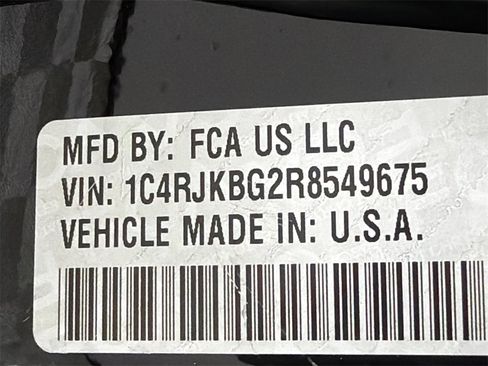 MFD BY: FCA US LLC
VIN: 1C4RJKBG2R8549675
VEHICLE MADE IN: U.S.A.